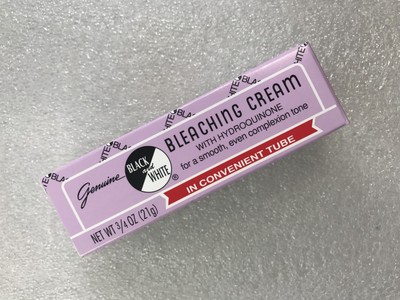 BLEACHING CREAM
WITH HYDROQUINONE
for a smooth, even complexion tone
Genuine
BLACK
and
WHITE
®
IN CONVENIENT TUBE
NET WT 3/4 OZ (21g)